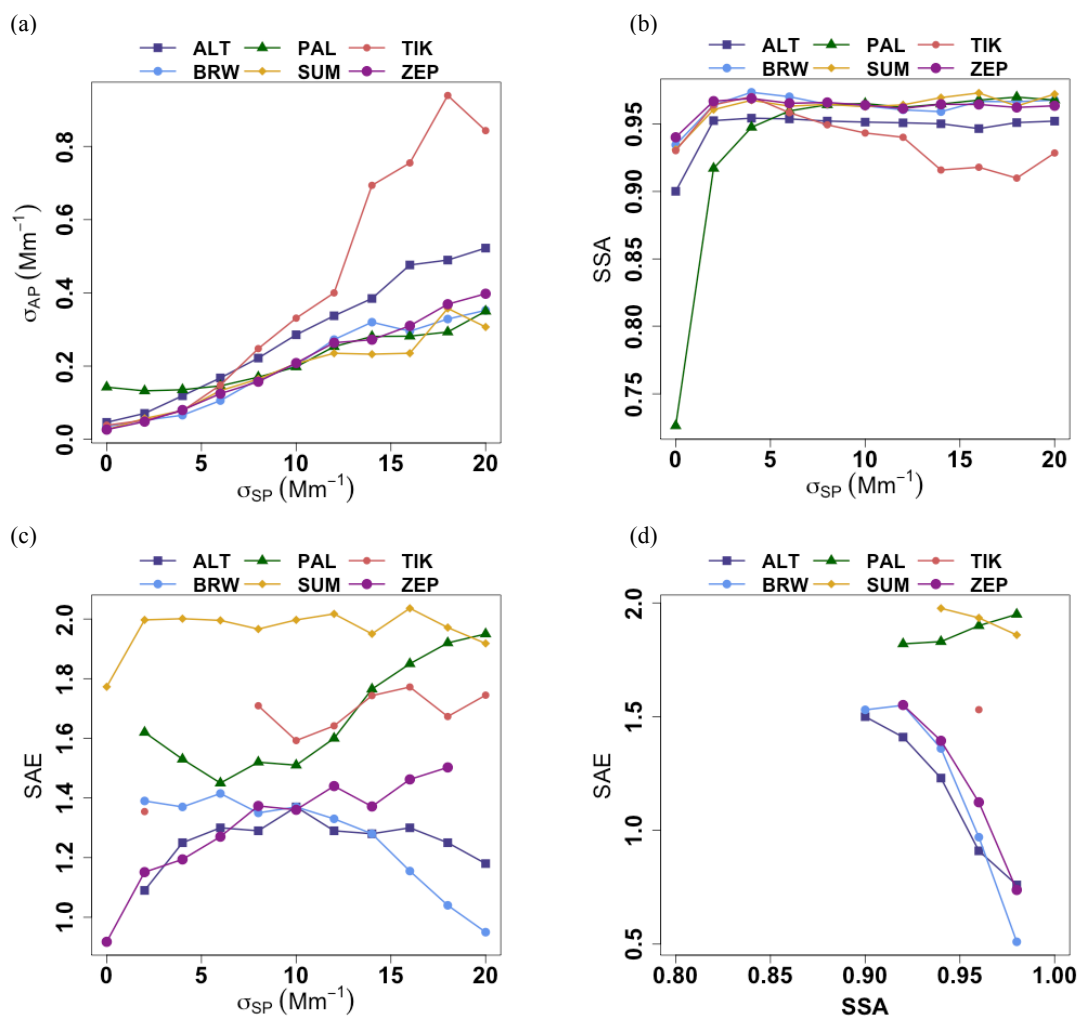 (a)
ALT PAL TIK
BRW SUM ZEP
0.0 0.2 0.4 0.6 0.8
σAP (Mm−1)
0 5 10 15 20
σSP (Mm−1)
(b)
ALT PAL TIK
BRW SUM ZEP
0.75 0.80 0.85 0.90 0.95
SSA
0 5 10 15 20
σSP (Mm−1)
(c)
ALT PAL TIK
BRW SUM ZEP
1.0 1.2 1.4 1.6 1.8 2.0
SAE
0 5 10 15 20
σSP (Mm−1)
(d)
ALT PAL TIK
BRW SUM ZEP
0.5 1.0 1.5 2.0
SAE
0.80 0.85 0.90 0.95 1.00
SSA